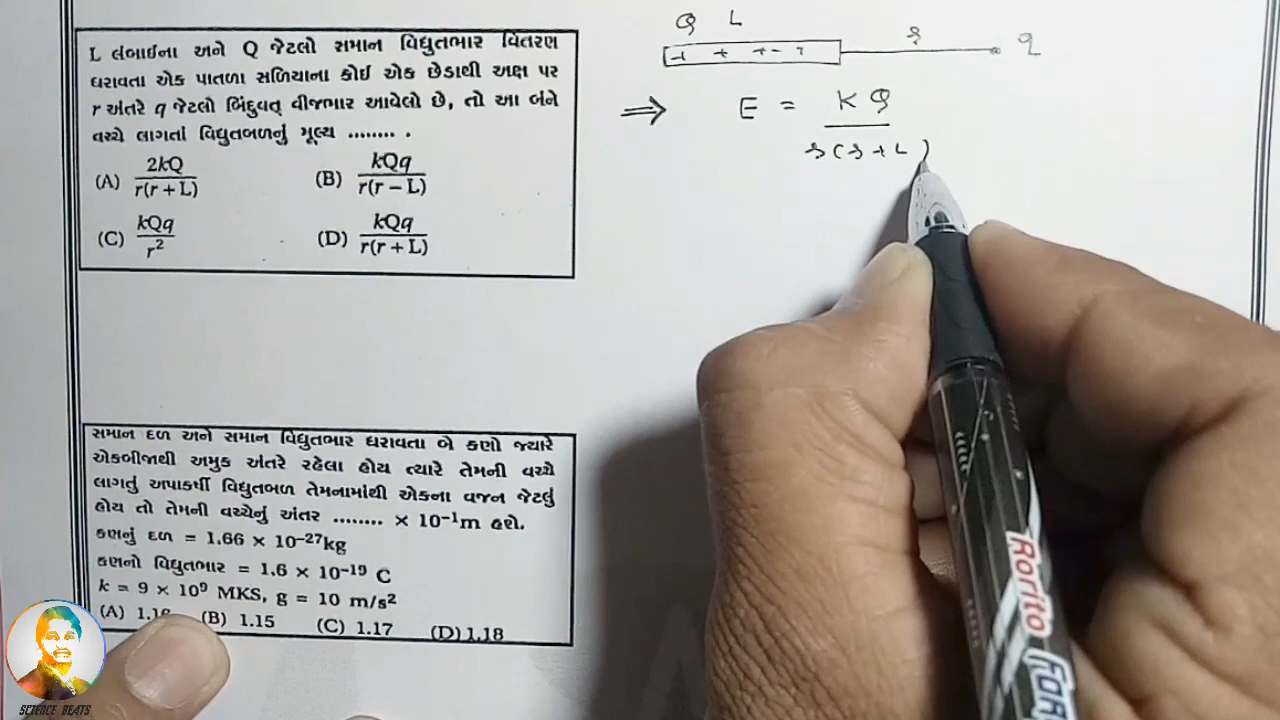 L લંબાઈના અને Q જેટલો સમાન વિદ્યુતભાર વિતરણ
ધરાવતા એક પાતળા સળિયાના કોઈ એક છેડાથી અક્ષ પર
r અંતરે q જેટલો બિંદુવત્ વીજભાર આવેલો છે, તો આ બંને
વચ્ચે લાગતાં વિદ્યુતબળનું મૂલ્ય ........ .
(A) 2kQ / r(r + L) (B) kQq / r(r − L)
(C) kQq / r² (D) kQq / r(r + L)
Q L
+ + + - r q
⇒ E = KQ / r(r+L)
સમાન દળ અને સમાન વિદ્યુતભાર ધરાવતા બે કણો જ્યારે
એકબીજાથી અમુક અંતરે રહેલા હોય ત્યારે તેમની વચ્ચે
લાગતું અપાકર્ષી વિદ્યુતબળ તેમનામાંથી એકના વજન જેટલું
હોય તો તેમની વચ્ચેનું અંતર ........ × 10⁻¹m હશે.
કણનું દળ = 1.66 × 10⁻²⁷kg
કણનો વિદ્યુતભાર = 1.6 × 10⁻¹⁹ C
k = 9 × 10⁹ MKS, g = 10 m/s²
(A) 1.16 (B) 1.15 (C) 1.17 (D) 1.18
Rorito
SCIENCE BEATS